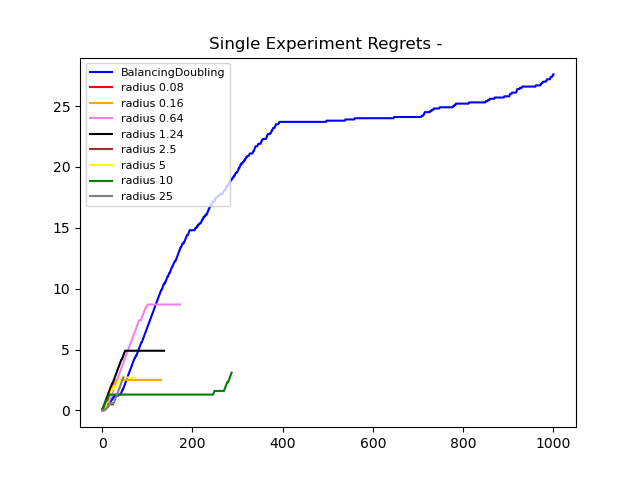 Single Experiment Regrets -
BalancingDoubling
radius 0.08
radius 0.16
radius 0.64
radius 1.24
radius 2.5
radius 5
radius 10
radius 25
25
20
15
10
5
0
0 200 400 600 800 1000